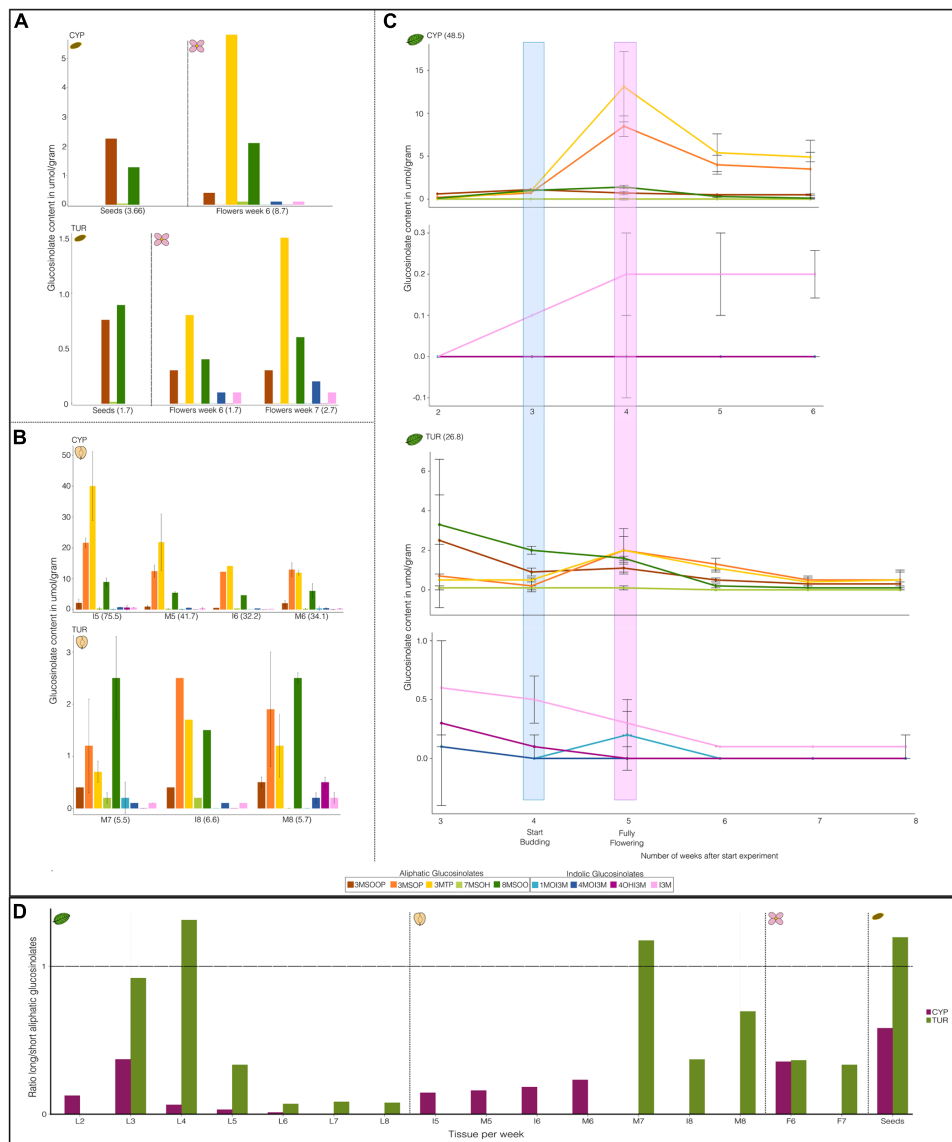 A
CYP
5
4
3
2
1
0
Seeds (3.66)
Flowers week 6 (8.7)
TUR
1.5
1.0
0.5
0
Seeds (1.7)
Flowers week 6 (1.7)
Flowers week 7 (2.7)
Glucosinolate content in umol/gram
B
CYP
50
40
30
20
10
0
I5 (75.5)
M5 (41.7)
I6 (32.2)
M6 (34.1)
TUR
3
2
1
0
M7 (5.5)
I8 (6.6)
M8 (5.7)
Glucosinolate content in umol/gram
C
CYP (48.5)
15
10
5
0
0.3
0.2
0.1
0.0
-0.1
2
3
4
5
6
Glucosinolate content in umol/gram
TUR (26.8)
6
4
2
0
1.0
0.5
0.0
3
4
5
6
7
8
Start
Budding
Fully
Flowering
Number of weeks after start experiment
Glucosinolate content in umol/gram
Aliphatic Glucosinolates
Indolic Glucosinolates
3MSOOP 3MSOP 3MTP 7MSOH 8MSOO 1MOI3M 4MOI3M 4OHI3M I3M
D
Ratio long/short aliphatic glucosinolates
1
0
L2
L3
L4
L5
L6
L7
L8
I5
M5
I6
M6
M7
I8
M8
F6
F7
Seeds
Tissue per week
CYP
TUR